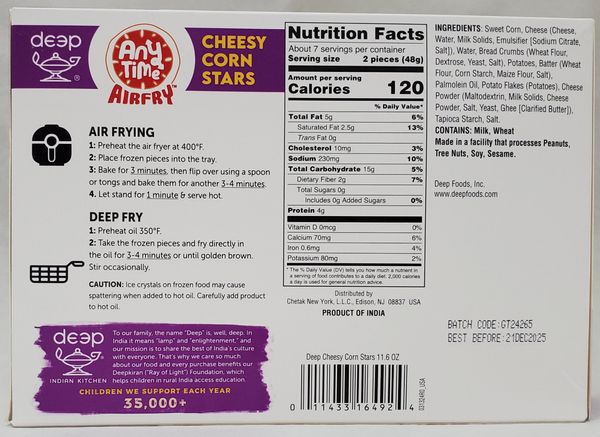 deep
®
Any
Time
AIRFRY™
CHEESY
CORN
STARS
AIR FRYING
1: Preheat the air fryer at 400°F.
2: Place frozen pieces into the tray.
3: Bake for 3 minutes, then flip over using a spoon
or tongs and bake them for another 3-4 minutes.
4. Let stand for 1 minute & serve hot.
DEEP FRY
1: Preheat oil 350°F.
2: Take the frozen pieces and fry directly in
the oil for 3-4 minutes or until golden brown.
Stir occasionally.
CAUTION: Ice crystals on frozen food may cause
spattering when added to hot oil. Carefully add product
to hot oil.
deep
®
INDIAN KITCHEN
To our family, the name "Deep" is, well, deep. In
India it means "lamp" and "enlightenment," and
our mission is to share the best of India's culture
with everyone. That's why we care so much
about our food and every purchase benefits our
Deepkiran ("Ray of Light") Foundation, which
helps children in rural India access education.
CHILDREN WE SUPPORT EACH YEAR
35,000+
Nutrition Facts
About 7 servings per container
Serving size 2 pieces (48g)
Amount per serving
Calories 120
% Daily Value*
Total Fat 5g 6%
Saturated Fat 2.5g 13%
Trans Fat 0g
Cholesterol 10mg 3%
Sodium 230mg 10%
Total Carbohydrate 15g 5%
Dietary Fiber 2g 7%
Total Sugars 0g
Includes 0g Added Sugars 0%
Protein 4g
Vitamin D 0mcg 0%
Calcium 70mg 6%
Iron 0.6mg 4%
Potassium 80mg 2%
* The % Daily Value (DV) tells you how much a nutrient in
a serving of food contributes to a daily diet. 2,000 calories
a day is used for general nutrition advice.
Distributed by
Chetak New York, L.L.C., Edison, NJ 08837 USA
PRODUCT OF INDIA
Deep Cheesy Corn Stars 11.6 OZ
0 11433 16492 4
03132480_USA
INGREDIENTS: Sweet Corn, Cheese (Cheese,
Water, Milk Solids, Emulsifier [Sodium Citrate,
Salt]), Water, Bread Crumbs (Wheat Flour,
Dextrose, Yeast, Salt), Potatoes, Batter (Wheat
Flour, Corn Starch, Maize Flour, Salt),
Palmolein Oil, Potato Flakes (Potatoes), Cheese
Powder (Maltodextrin, Milk Solids, Cheese
Powder, Salt, Yeast, Ghee [Clarified Butter]),
Tapioca Starch, Salt.
CONTAINS: Milk, Wheat
Made in a facility that processes Peanuts,
Tree Nuts, Soy, Sesame.
Deep Foods, Inc.
www.deepfoods.com
BATCH CODE:GT24265
BEST BEFORE:21DEC2025